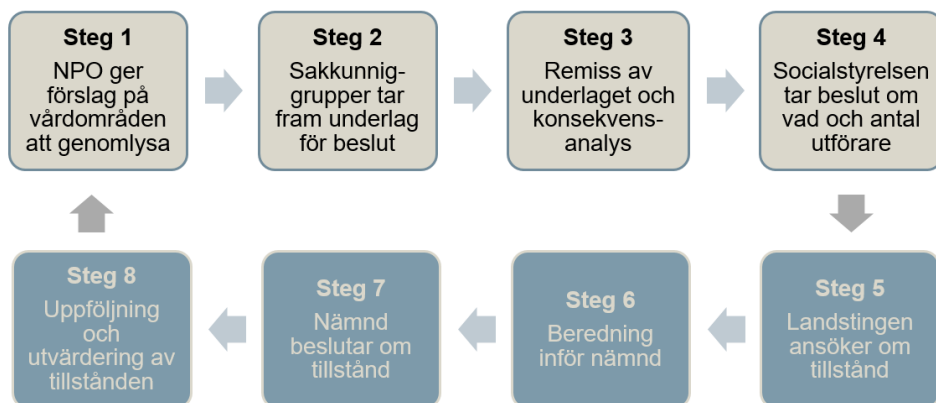 Steg 1
NPO ger
förslag på
vårdområden
att genomlysa
Steg 2
Sakkunnig-
grupper tar
fram underlag
för beslut
Steg 3
Remiss av
underlaget och
konsekvens-
analys
Steg 4
Socialstyrelsen
tar beslut om
vad och antal
utförare
Steg 5
Landstingen
ansöker om
tillstånd
Steg 6
Beredning
inför nämnd
Steg 7
Nämnd
beslutar om
tillstånd
Steg 8
Uppföljning
och
utvärdering av
tillstånden